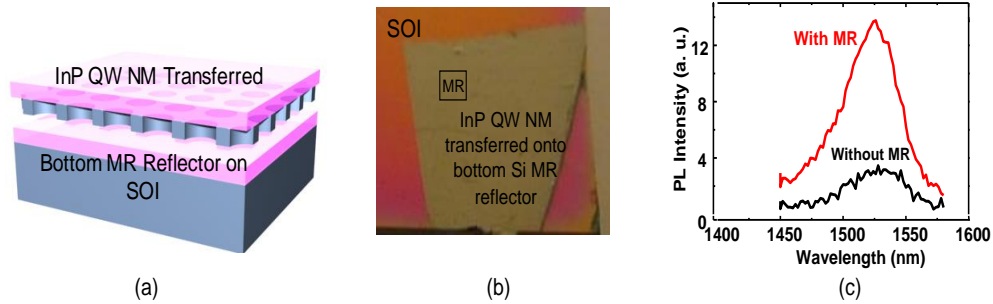 InP QW NM Transferred
Bottom MR Reflector on
SOI
(a)
SOI
MR
InP QW NM
transferred onto
bottom Si MR
reflector
(b)
PL Intensity (a. u.)
12
8
4
0
With MR
Without MR
1400
1450
1500
1550
1600
Wavelength (nm)
(c)